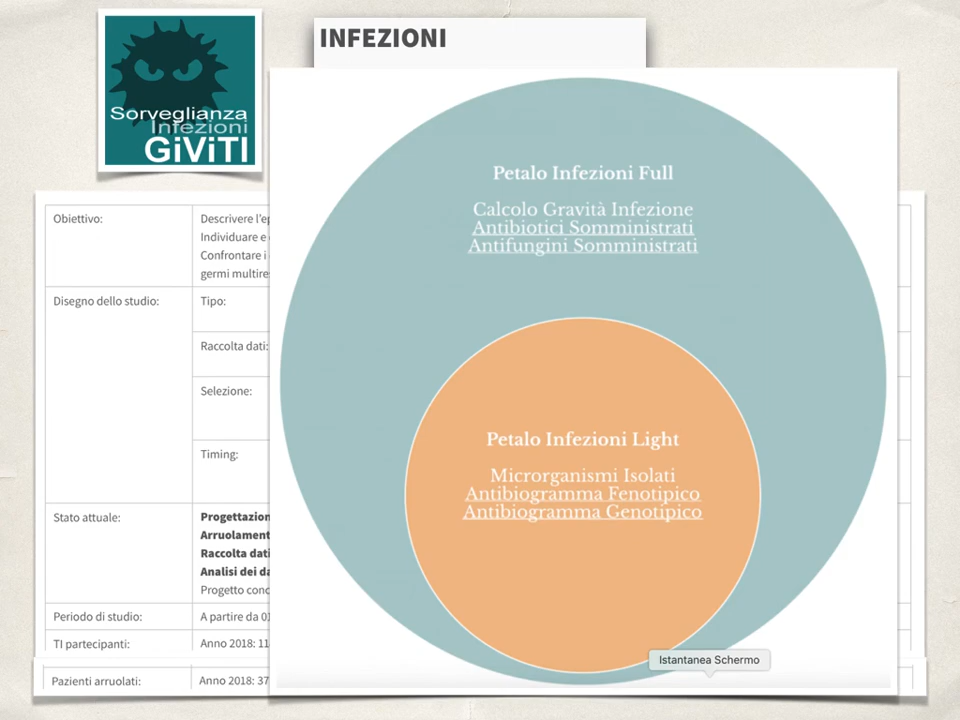 INFEZIONI
Sorveglianza
Infezioni
GiViTI
Petalo Infezioni Full
Calcolo Gravità Infezione
Antibiotici Somministrati
Antifungini Somministrati
Petalo Infezioni Light
Microrganismi Isolati
Antibiogramma Fenotipico
Antibiogramma Genotipico
Istantanea Schermo
Obiettivo:
Descrivere l'ep
Individuare e
Confrontare i
germi multire
Disegno dello studio:
Tipo:
Raccolta dati:
Selezione:
Timing:
Stato attuale:
Progettazion
Arruolament
Raccolta dati
Analisi dei da
Progetto conc
Periodo di studio:
A partire da 01
TI partecipanti:
Anno 2018: 11
Pazienti arruolati:
Anno 2018: 37